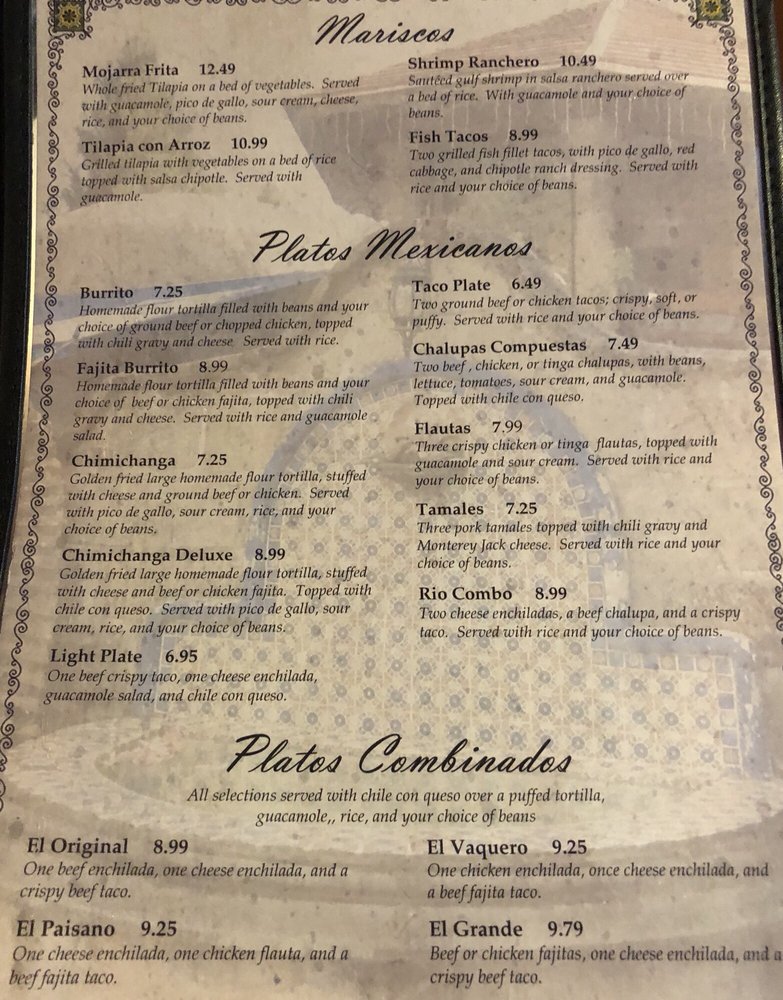 Mariscos
Mojarra Frita 12.49
Whole fried Tilapia on a bed of vegetables. Served
with guacamole, pico de gallo, sour cream, cheese,
rice, and your choice of beans.
Tilapia con Arroz 10.99
Grilled tilapia with vegetables on a bed of rice
topped with salsa chipotle. Served with
guacamole.
Shrimp Ranchero 10.49
Sautéed gulf shrimp in salsa ranchero served over
a bed of rice. With guacamole and your choice of
beans.
Fish Tacos 8.99
Two grilled fish fillet tacos, with pico de gallo, red
cabbage, and chipotle ranch dressing. Served with
rice and your choice of beans.
Platos Mexicanos
Burrito 7.25
Homemade flour tortilla filled with beans and your
choice of ground beef or chopped chicken, topped
with chili gravy and cheese. Served with rice.
Fajita Burrito 8.99
Homemade flour tortilla filled with beans and your
choice of beef or chicken fajita, topped with chili
gravy and cheese. Served with rice and guacamole
salad.
Chimichanga 7.25
Golden fried large homemade flour tortilla, stuffed
with cheese and ground beef or chicken. Served
with pico de gallo, sour cream, rice, and your
choice of beans.
Chimichanga Deluxe 8.99
Golden fried large homemade flour tortilla, stuffed
with cheese and beef or chicken fajita. Topped with
chile con queso. Served with pico de gallo, sour
cream, rice, and your choice of beans.
Light Plate 6.95
One beef crispy taco, one cheese enchilada,
guacamole salad, and chile con queso.
Taco Plate 6.49
Two ground beef or chicken tacos; crispy, soft, or
puffy. Served with rice and your choice of beans.
Chalupas Compuestas 7.49
Two beef , chicken, or tinga chalupas, with beans,
lettuce, tomatoes, sour cream, and guacamole.
Topped with chile con queso.
Flautas 7.99
Three crispy chicken or tinga flautas, topped with
guacamole and sour cream. Served with rice and
your choice of beans.
Tamales 7.25
Three pork tamales topped with chili gravy and
Monterey Jack cheese. Served with rice and your
choice of beans.
Rio Combo 8.99
Two cheese enchiladas, a beef chalupa, and a crispy
taco. Served with rice and your choice of beans.
Platos Combinados
All selections served with chile con queso over a puffed tortilla,
guacamole,, rice, and your choice of beans
El Original 8.99
One beef enchilada, one cheese enchilada, and a
crispy beef taco.
El Paisano 9.25
One cheese enchilada, one chicken flauta, and a
beef fajita taco.
El Vaquero 9.25
One chicken enchilada, once cheese enchilada, and
a beef fajita taco.
El Grande 9.79
Beef or chicken fajitas, one cheese enchilada, and a
crispy beef taco.